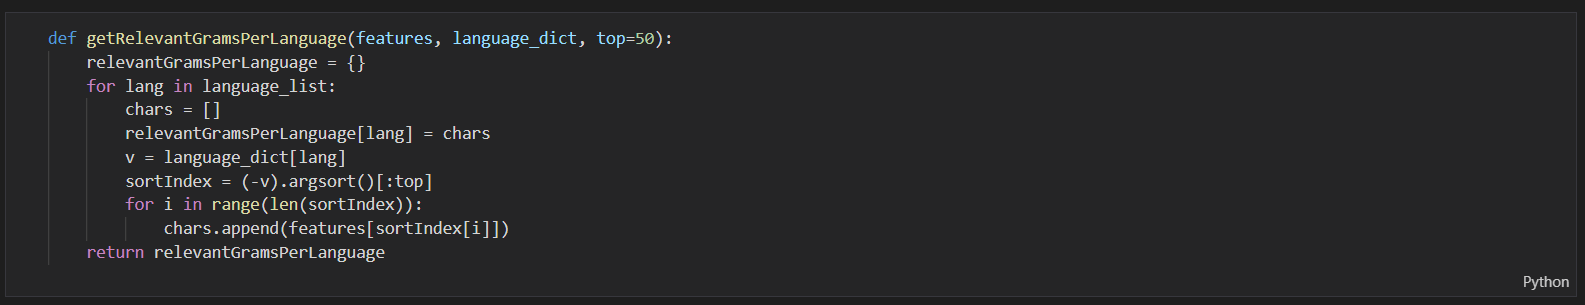 def getRelevantGramsPerLanguage(features, language_dict, top=50):
    relevantGramsPerLanguage = {}
    for lang in language_list:
        chars = []
        relevantGramsPerLanguage[lang] = chars
        v = language_dict[lang]
        sortIndex = (-v).argsort()[:top]
        for i in range(len(sortIndex)):
            chars.append(features[sortIndex[i]])
    return relevantGramsPerLanguage
Python